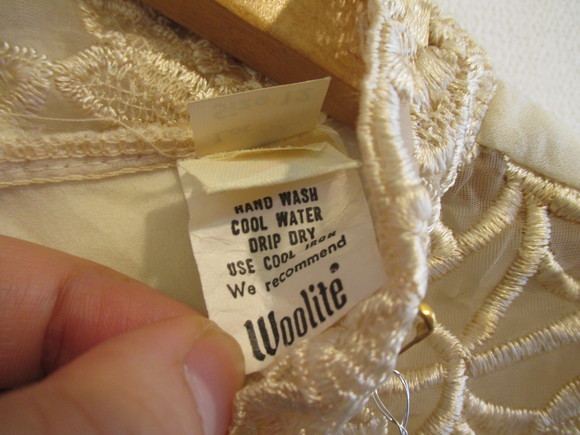 HAND WASH
COOL WATER
DRIP DRY
USE COOL IRON
We recommend
Woolite